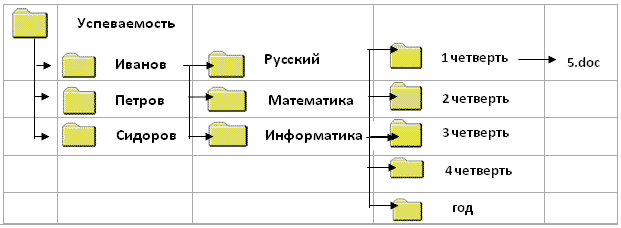 Успеваемость
Иванов
Русский
1 четверть
5.doc
Петров
Математика
2 четверть
Сидоров
Информатика
3 четверть
4 четверть
год